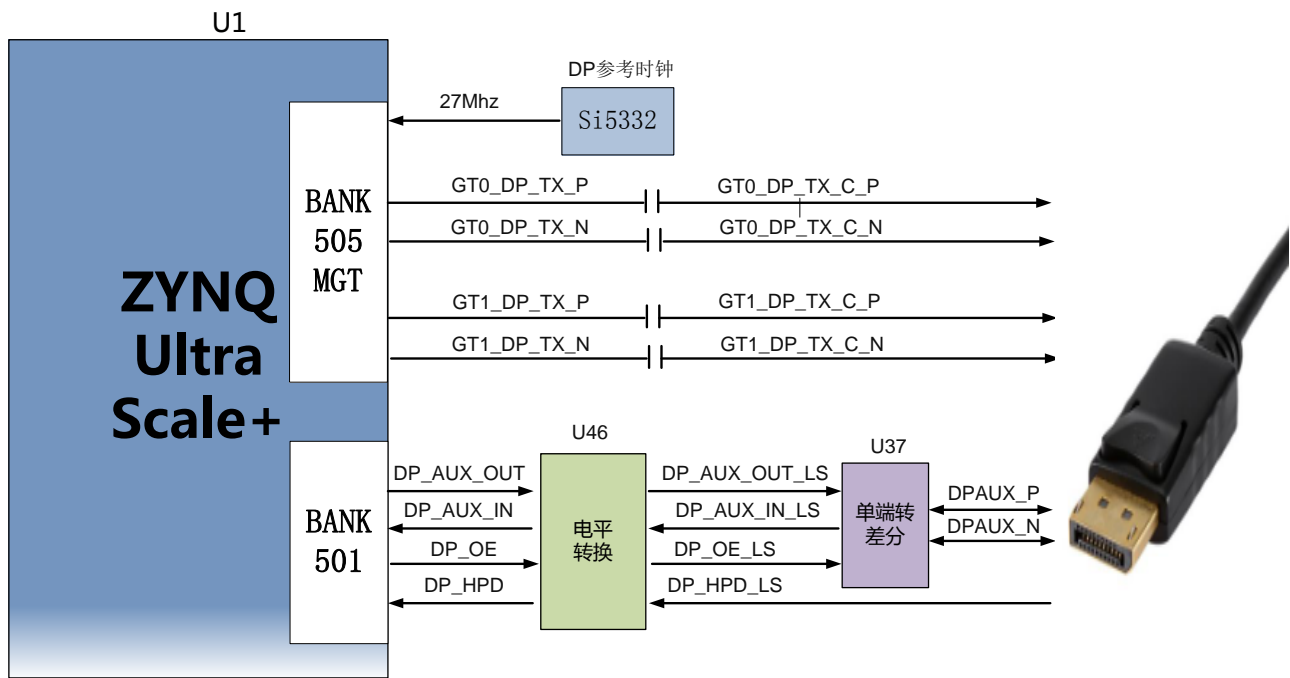 U1
DP参考时钟
27Mhz
Si5332
GT0_DP_TX_P
GT0_DP_TX_C_P
BANK
505
MGT
GT0_DP_TX_N
GT0_DP_TX_C_N
ZYNQ
Ultra
Scale+
GT1_DP_TX_P
GT1_DP_TX_C_P
GT1_DP_TX_N
GT1_DP_TX_C_N
U46
U37
BANK
501
DP_AUX_OUT
DP_AUX_IN
DP_OE
DP_HPD
电平
转换
DP_AUX_OUT_LS
DP_AUX_IN_LS
DP_OE_LS
DP_HPD_LS
单端转
差分
DPAUX_P
DPAUX_N